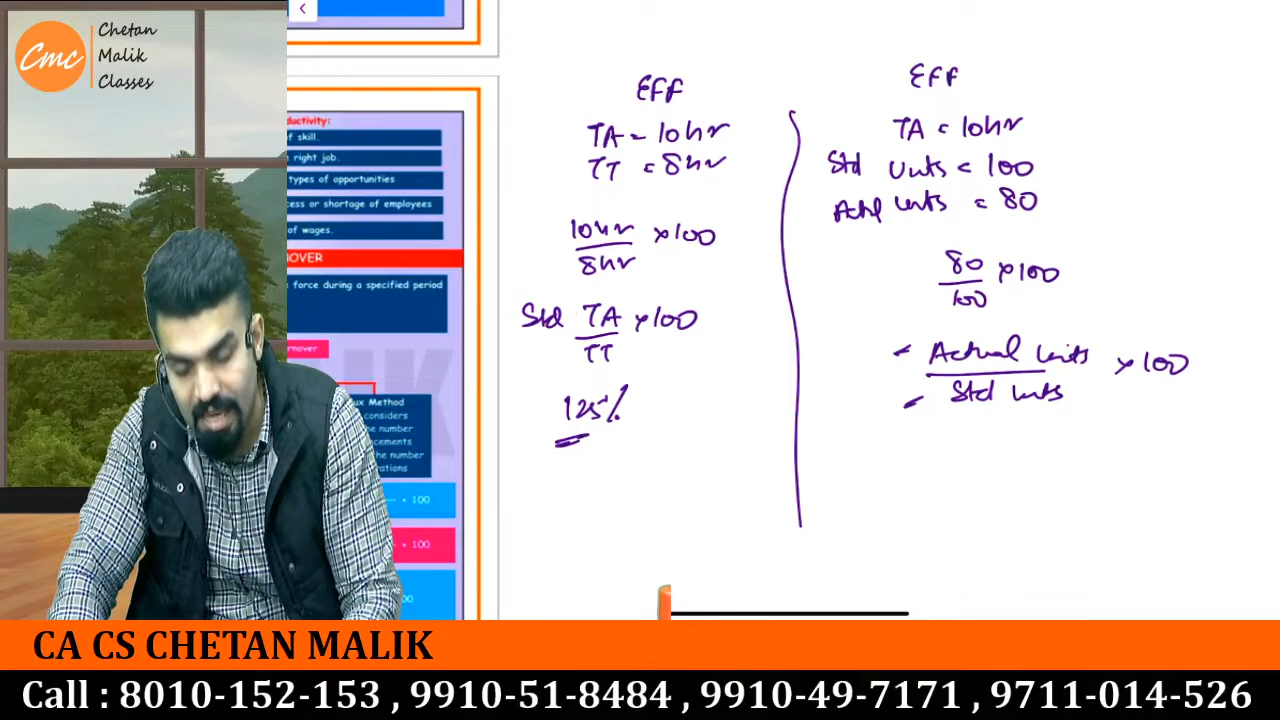 cmc
Chetan
Malik
Classes
ductivity:
f skill.
right job.
types of opportunities
cess or shortage of employees
of wages.
NOVER
force during a specified period
rnover
ux Method
considers
he number
cements
he number
rations
× 100
× 100
00
EFF
TA = 10hr
TT = 8hr
10hr
8hr
×100
Std TA ×100
TT
125%
EFF
TA = 10hr
Std Units = 100
Actual units = 80
80
100
×100
Actual Units ×100
Std Units
CA CS CHETAN MALIK
Call : 8010-152-153 , 9910-51-8484 , 9910-49-7171 , 9711-014-526